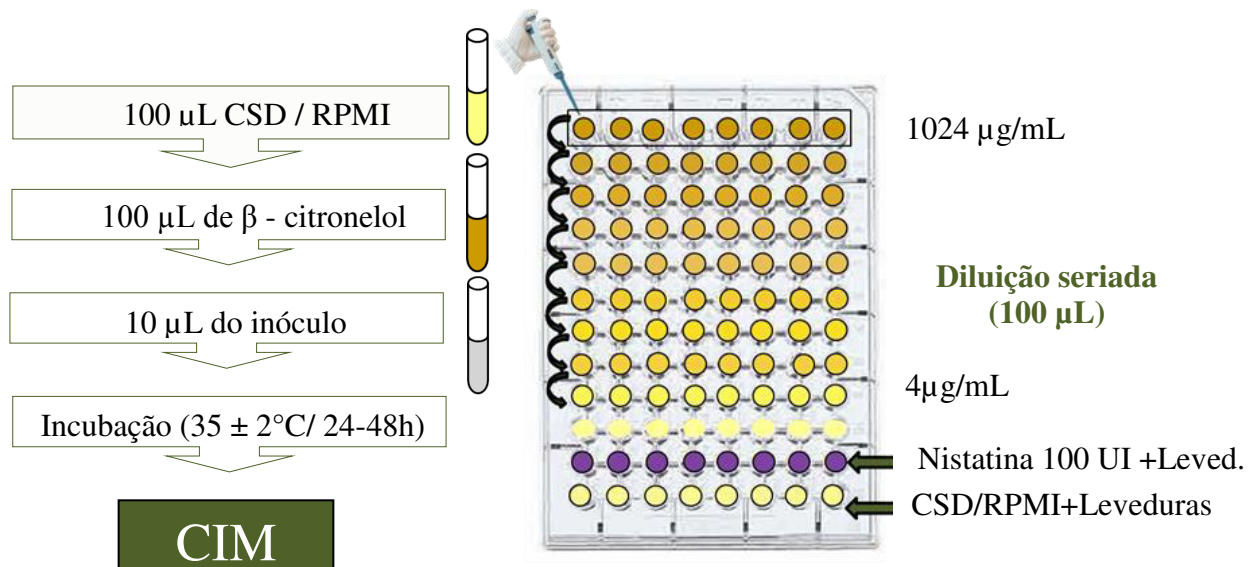 100 µL CSD / RPMI
100 µL de β - citronelol
10 µL do inóculo
Incubação (35 ± 2°C/ 24-48h)
CIM
1024 µg/mL
Diluição seriada
(100 µL)
4µg/mL
Nistatina 100 UI +Leved.
CSD/RPMI+Leveduras